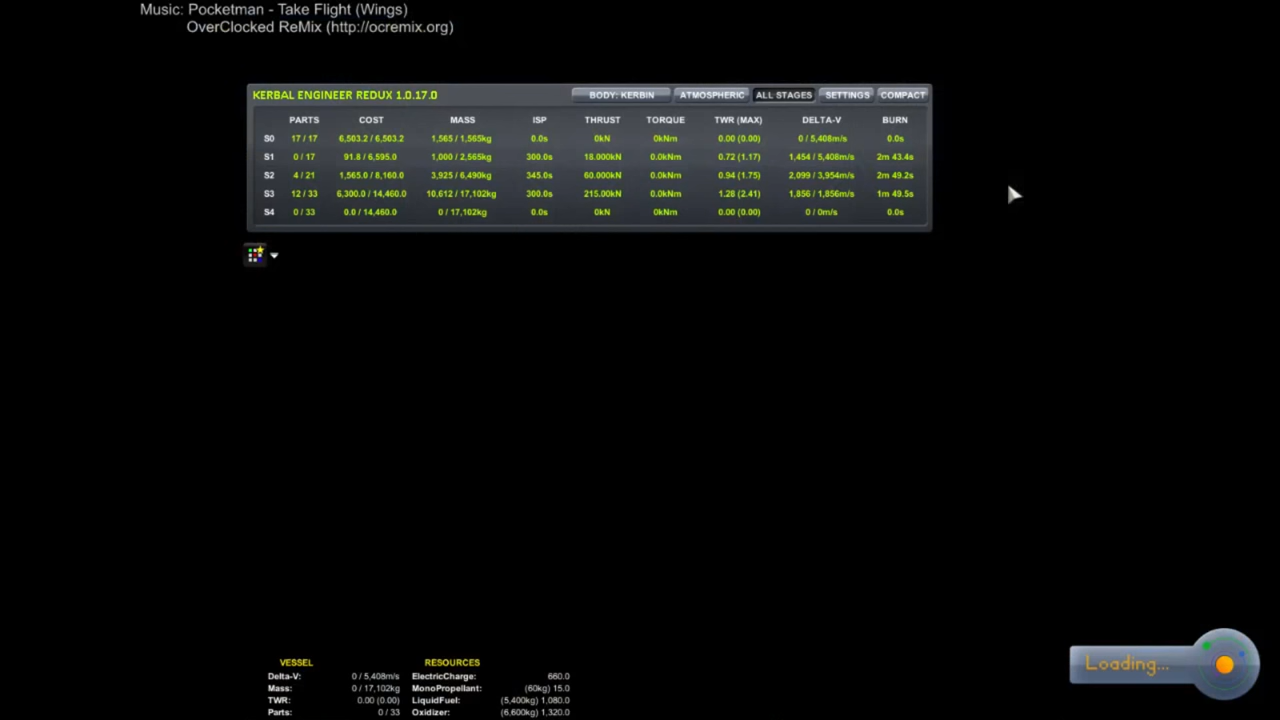 Music: Pocketman - Take Flight (Wings)
OverClocked ReMix (http://ocremix.org)
KERBAL ENGINEER REDUX 1.0.17.0 BODY: KERBIN ATMOSPHERIC ALL STAGES SETTINGS COMPACT
PARTS COST MASS ISP THRUST TORQUE TWR (MAX) DELTA-V BURN
S0 17 / 17 6,503.2 / 6,503.2 1,565 / 1,565kg 0.0s 0kN 0kNm 0.00 (0.00) 0 / 5,408m/s 0.0s
S1 0 / 17 91.8 / 6,595.0 1,000 / 2,565kg 300.0s 18.000kN 0.0kNm 0.72 (1.17) 1,454 / 5,408m/s 2m 43.4s
S2 4 / 21 1,565.0 / 8,160.0 3,925 / 6,490kg 345.0s 60.000kN 0.0kNm 0.94 (1.75) 2,099 / 3,954m/s 2m 49.2s
S3 12 / 33 6,300.0 / 14,460.0 10,612 / 17,102kg 300.0s 215.00kN 0.0kNm 1.28 (2.41) 1,856 / 1,856m/s 1m 49.5s
S4 0 / 33 0.0 / 14,460.0 0 / 17,102kg 0.0s 0kN 0kNm 0.00 (0.00) 0 / 0m/s 0.0s
VESSEL RESOURCES
Delta-V: 0 / 5,408m/s ElectricCharge: 660.0
Mass: 0 / 17,102kg MonoPropellant: (60kg) 15.0
TWR: 0.00 (0.00) LiquidFuel: (5,400kg) 1,080.0
Parts: 0 / 33 Oxidizer: (6,600kg) 1,320.0
Loading...